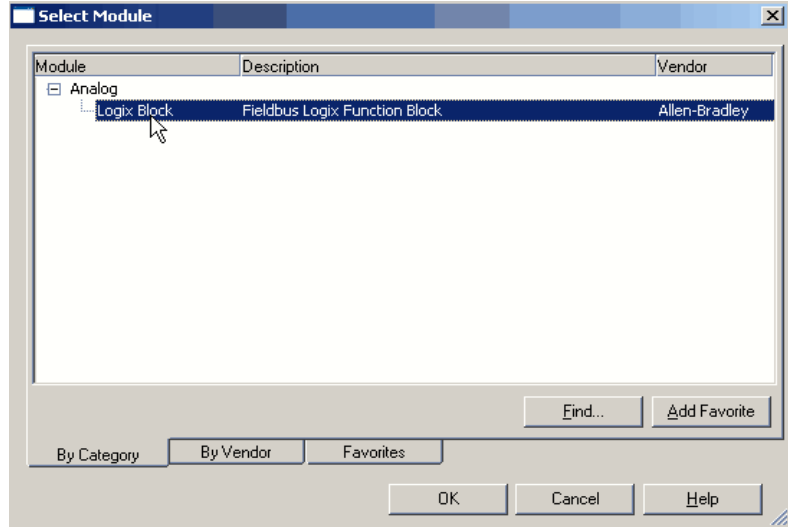 Select Module
Module Description Vendor
Analog
Logix Block Fieldbus Logix Function Block Allen-Bradley
Find... Add Favorite
By Category By Vendor Favorites
OK Cancel Help